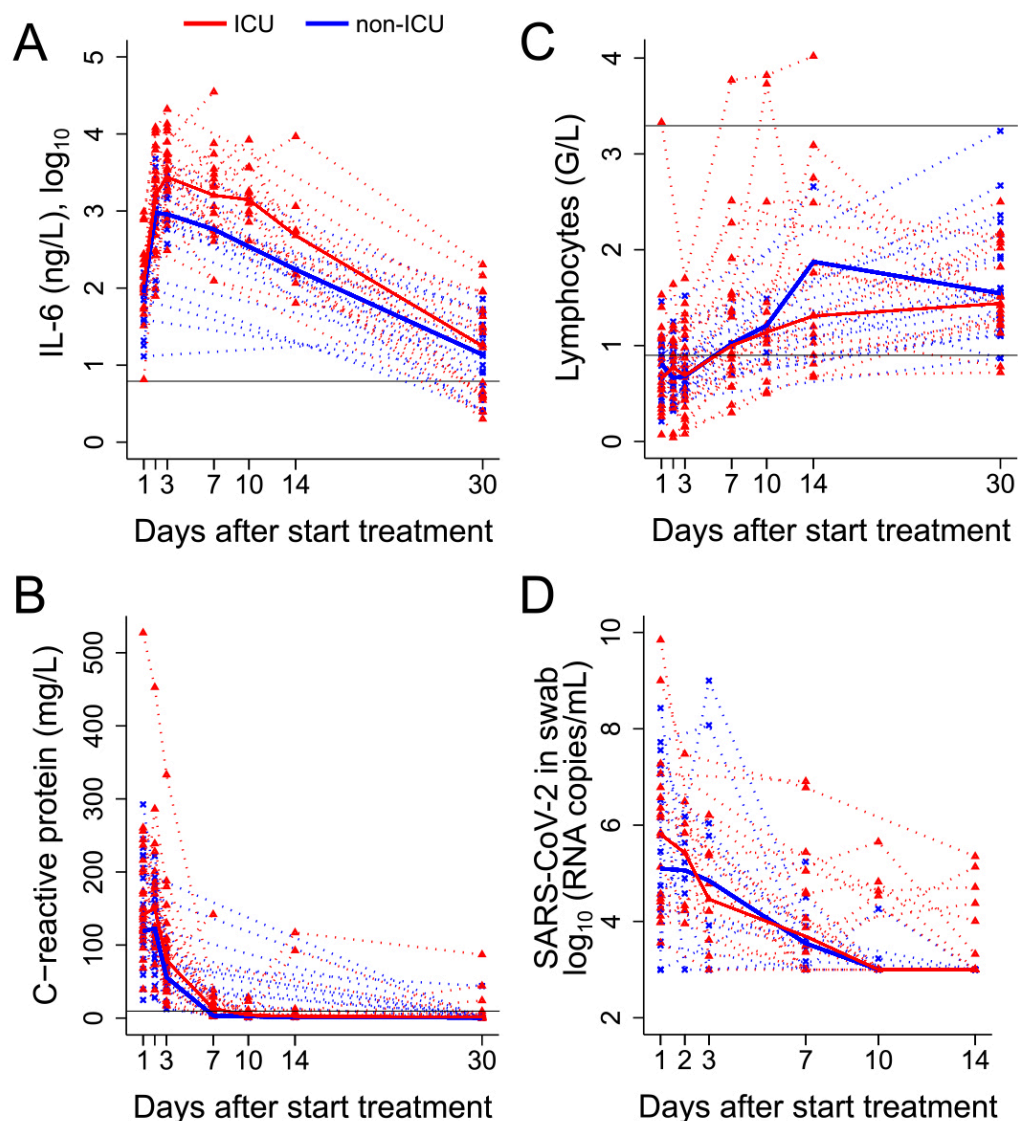 A
ICU
non-ICU
IL-6 (ng/L), log10
5
4
3
2
1
0
1 3 7 10 14 30
Days after start treatment
C
Lymphocytes (G/L)
4
3
2
1
0
1 3 7 10 14 30
Days after start treatment
B
C-reactive protein (mg/L)
500
400
300
200
100
0
1 3 7 10 14 30
Days after start treatment
D
SARS-CoV-2 in swab
log10 (RNA copies/mL)
10
8
6
4
2
1 2 3 7 10 14
Days after start treatment